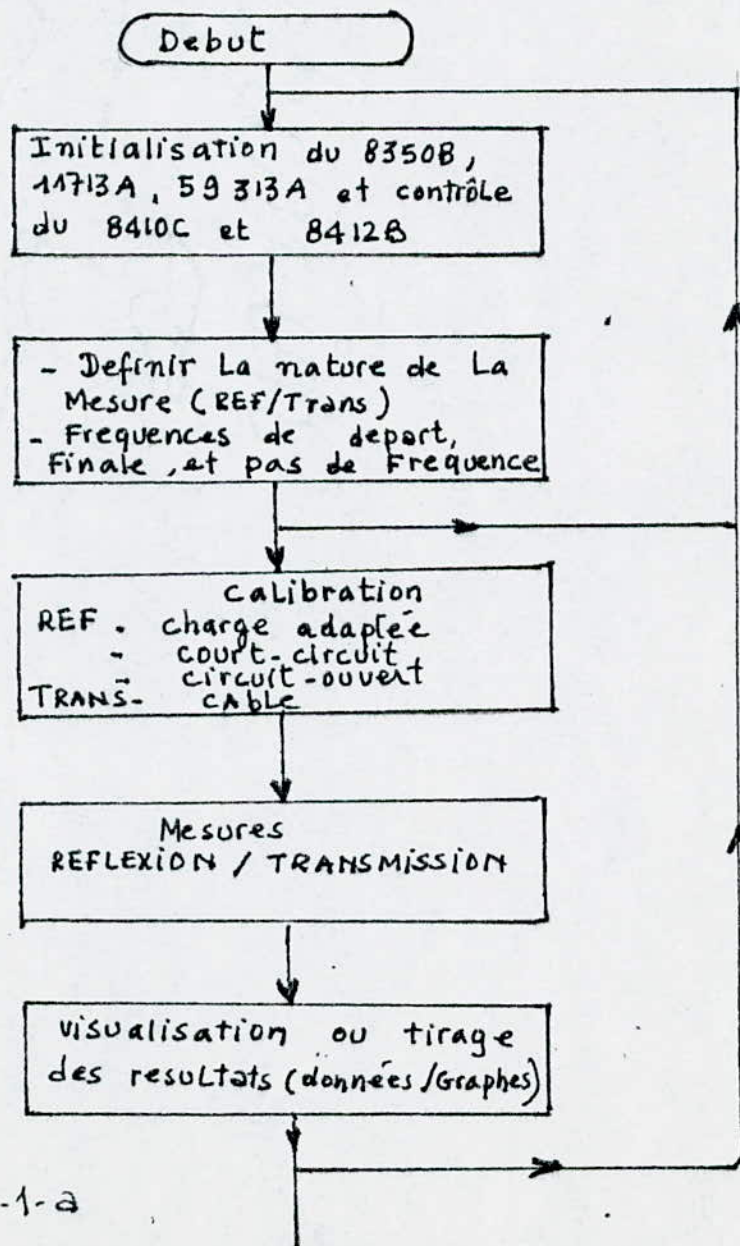 Debut
Initialisation du 8350B,
11713A, 59313A et contrôle
du 8410C et 8412B
- Definir La nature de La
Mesure (REF/Trans)
- Frequences de depart,
Finale, et pas de Frequence
calibration
REF. charge adaptée
- court-circuit
- circuit-ouvert
TRANS- CABLE
Mesures
REFLEXION / TRANSMISSION
visualisation ou tirage
des resultats (données/Graphes)
-1-a